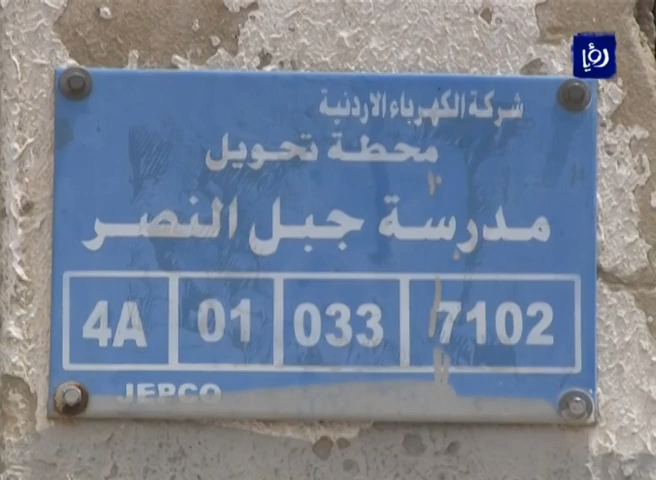 رؤيا
شركة الكهرباء الاردنية
محطة تحويل
مدرسة جبل النصر
4A 01 033 7102
JEPCO